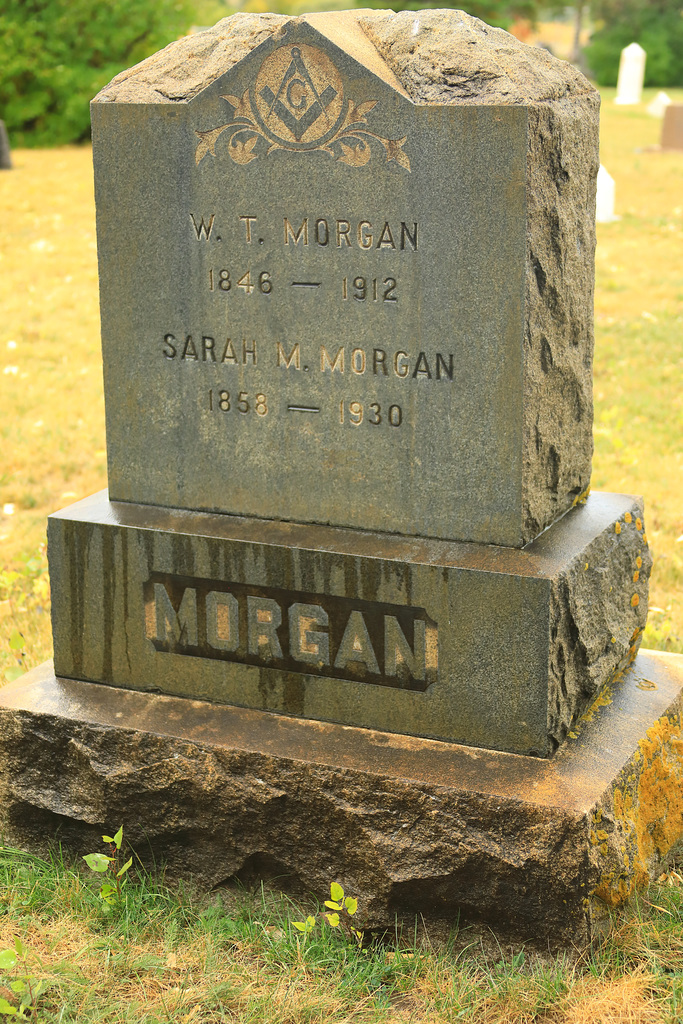 G
W. T. MORGAN
1846 — 1912
SARAH M. MORGAN
1858 — 1930
MORGAN